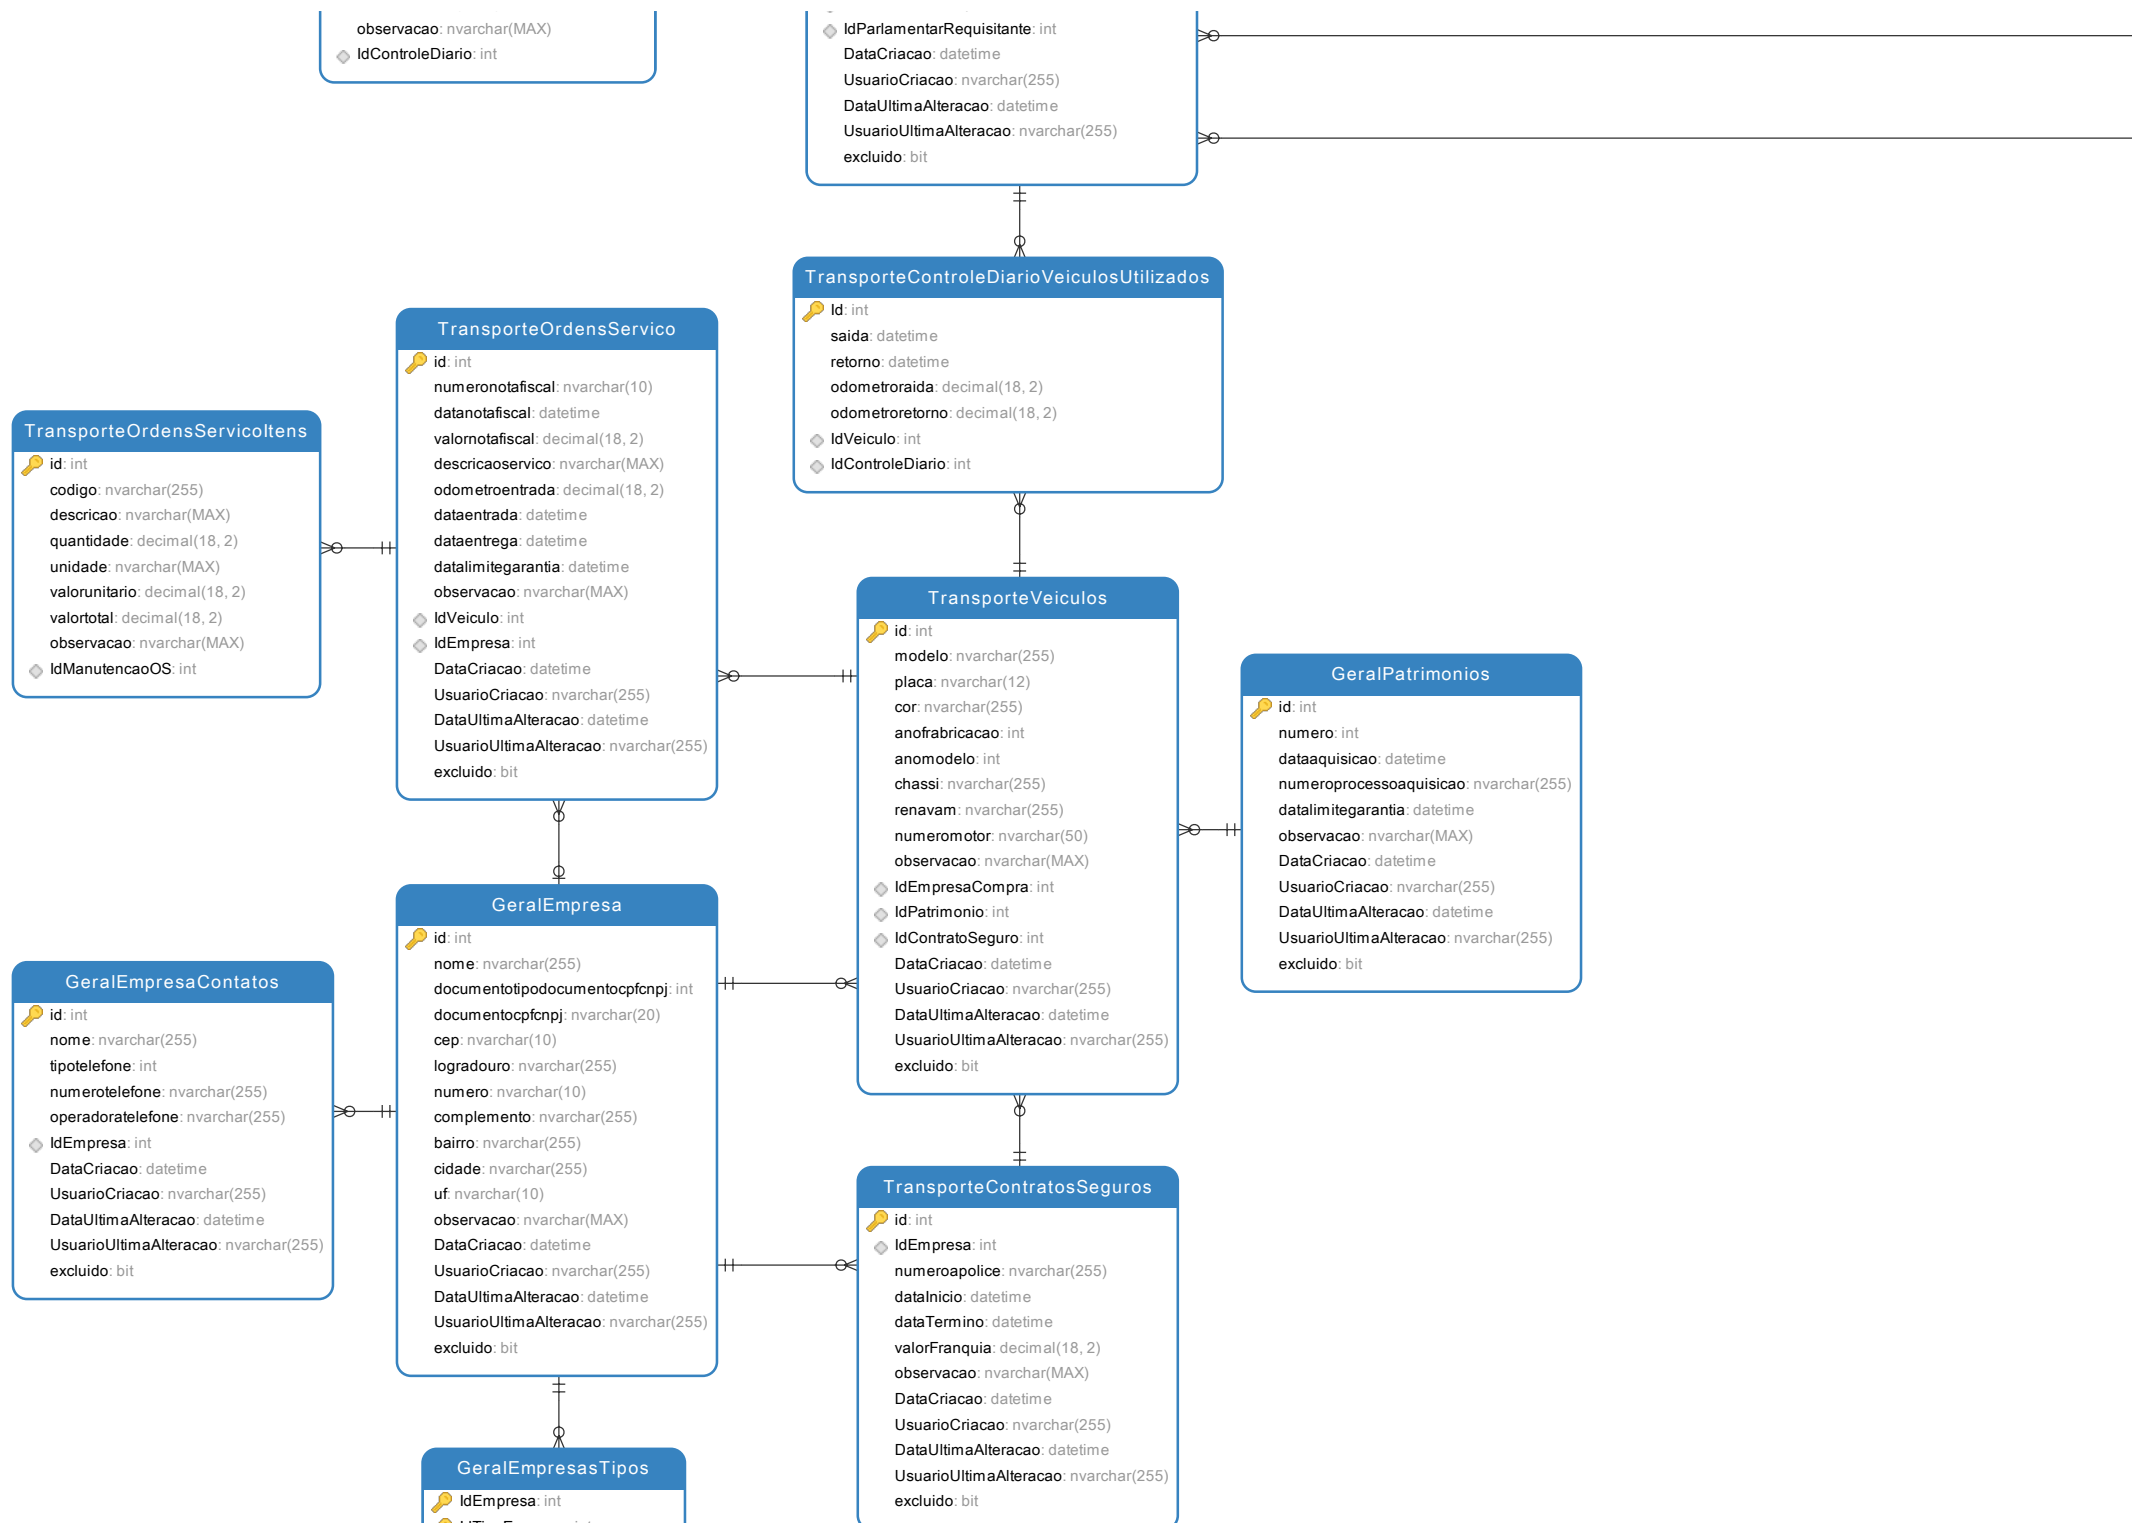 observacao: nvarchar(MAX)
IdControleDiario: int
IdParlamentarRequisitante: int
DataCriacao: datetime
UsuarioCriacao: nvarchar(255)
DataUltimaAlteracao: datetime
UsuarioUltimaAlteracao: nvarchar(255)
excluido: bit
TransporteControleDiarioVeiculosUtilizados
Id: int
saida: datetime
retorno: datetime
odometroraida: decimal(18, 2)
odometroretorno: decimal(18, 2)
IdVeiculo: int
IdControleDiario: int
TransporteOrdensServico
id: int
numeronotafiscal: nvarchar(10)
datanotafiscal: datetime
valornotafiscal: decimal(18, 2)
descricaoservico: nvarchar(MAX)
odometroentrada: decimal(18, 2)
dataentrada: datetime
dataentrega: datetime
datalimitegarantia: datetime
observacao: nvarchar(MAX)
IdVeiculo: int
IdEmpresa: int
DataCriacao: datetime
UsuarioCriacao: nvarchar(255)
DataUltimaAlteracao: datetime
UsuarioUltimaAlteracao: nvarchar(255)
excluido: bit
TransporteOrdensServicoItens
id: int
codigo: nvarchar(255)
descricao: nvarchar(MAX)
quantidade: decimal(18, 2)
unidade: nvarchar(MAX)
valorunitario: decimal(18, 2)
valortotal: decimal(18, 2)
observacao: nvarchar(MAX)
IdManutencaoOS: int
TransporteVeiculos
id: int
modelo: nvarchar(255)
placa: nvarchar(12)
cor: nvarchar(255)
anofrabricacao: int
anomodelo: int
chassi: nvarchar(255)
renavam: nvarchar(255)
numeromotor: nvarchar(50)
observacao: nvarchar(MAX)
IdEmpresaCompra: int
IdPatrimonio: int
IdContratoSeguro: int
DataCriacao: datetime
UsuarioCriacao: nvarchar(255)
DataUltimaAlteracao: datetime
UsuarioUltimaAlteracao: nvarchar(255)
excluido: bit
GeralPatrimonios
id: int
numero: int
dataaquisicao: datetime
numeroprocessoaquisicao: nvarchar(255)
datalimitegarantia: datetime
observacao: nvarchar(MAX)
DataCriacao: datetime
UsuarioCriacao: nvarchar(255)
DataUltimaAlteracao: datetime
UsuarioUltimaAlteracao: nvarchar(255)
excluido: bit
GeralEmpresa
id: int
nome: nvarchar(255)
documentotipodocumentocpfcnpj: int
documentocpfcnpj: nvarchar(20)
cep: nvarchar(10)
logradouro: nvarchar(255)
numero: nvarchar(10)
complemento: nvarchar(255)
bairro: nvarchar(255)
cidade: nvarchar(255)
uf: nvarchar(10)
observacao: nvarchar(MAX)
DataCriacao: datetime
UsuarioCriacao: nvarchar(255)
DataUltimaAlteracao: datetime
UsuarioUltimaAlteracao: nvarchar(255)
excluido: bit
GeralEmpresaContatos
id: int
nome: nvarchar(255)
tipotelefone: int
numerotelefone: nvarchar(255)
operadoratelefone: nvarchar(255)
IdEmpresa: int
DataCriacao: datetime
UsuarioCriacao: nvarchar(255)
DataUltimaAlteracao: datetime
UsuarioUltimaAlteracao: nvarchar(255)
excluido: bit
TransporteContratosSeguros
id: int
IdEmpresa: int
numeroapolice: nvarchar(255)
dataInicio: datetime
dataTermino: datetime
valorFranquia: decimal(18, 2)
observacao: nvarchar(MAX)
DataCriacao: datetime
UsuarioCriacao: nvarchar(255)
DataUltimaAlteracao: datetime
UsuarioUltimaAlteracao: nvarchar(255)
excluido: bit
GeralEmpresasTipos
IdEmpresa: int